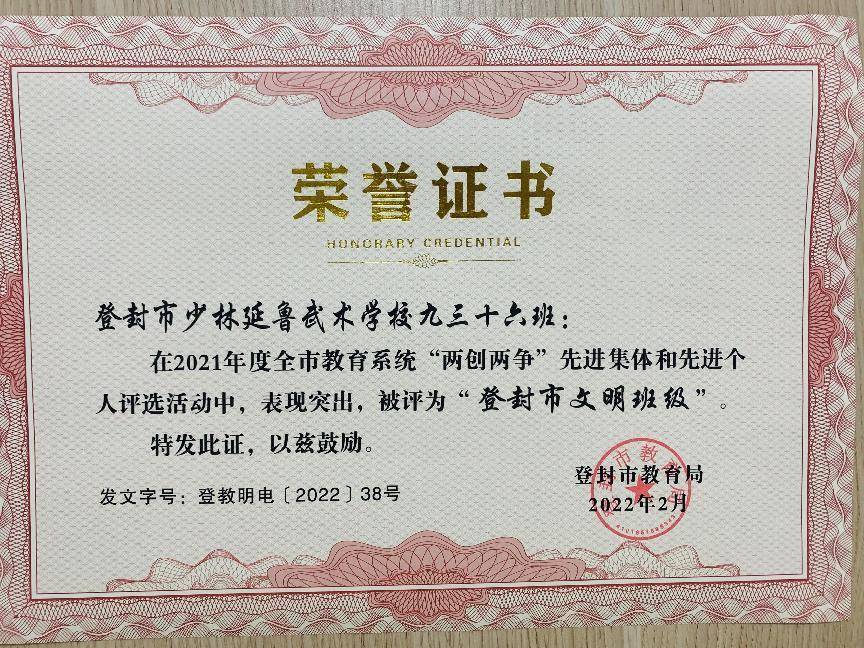 荣誉证书
HONORARY CREDENTIAL
登封市少林延鲁武术学校九三十六班：
在2021年度全市教育系统“两创两争”先进集体和先进个
人评选活动中，表现突出，被评为“登封市文明班级”。
特发此证，以兹鼓励。
发文字号：登教明电〔2022〕38号
登封市教育局
2022年2月